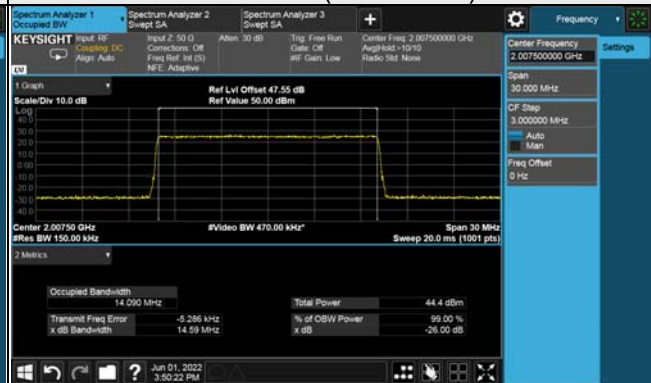 Spectrum Analyzer 1
Occupied BW
Spectrum Analyzer 2
Swept SA
Spectrum Analyzer 3
Swept SA
+
Frequency
KEYSIGHT
Input: RF
Coupling: DC
Align: Auto
Input Z: 50 Ω
Corrections: Off
Freq Ref: Int (S)
NFE: Adaptive
Atten: 30 dB
Trig: Free Run
Gate: Off
#IF Gain: Low
Center Freq: 2.007500000 GHz
Avg|Hold:>10/10
Radio Std: None
Center Frequency
2.007500000 GHz
Settings
Span
30.000 MHz
CF Step
3.000000 MHz
Auto
Man
Freq Offset
0 Hz
1 Graph
Scale/Div 10.0 dB
Ref Lvl Offset 47.55 dB
Ref Value 50.00 dBm
Log
40.0
30.0
20.0
10.0
0.00
-10.0
-20.0
-30.0
-40.0
Center 2.00750 GHz
#Res BW 150.00 kHz
#Video BW 470.00 kHz*
Span 30 MHz
Sweep 20.0 ms (1001 pts)
2 Metrics
Occupied Bandwidth
14.090 MHz
Total Power 44.4 dBm
Transmit Freq Error -5.286 kHz
% of OBW Power 99.00 %
x dB Bandwidth 14.59 MHz
x dB -26.00 dB
?
Jun 01, 2022
3:50:22 PM